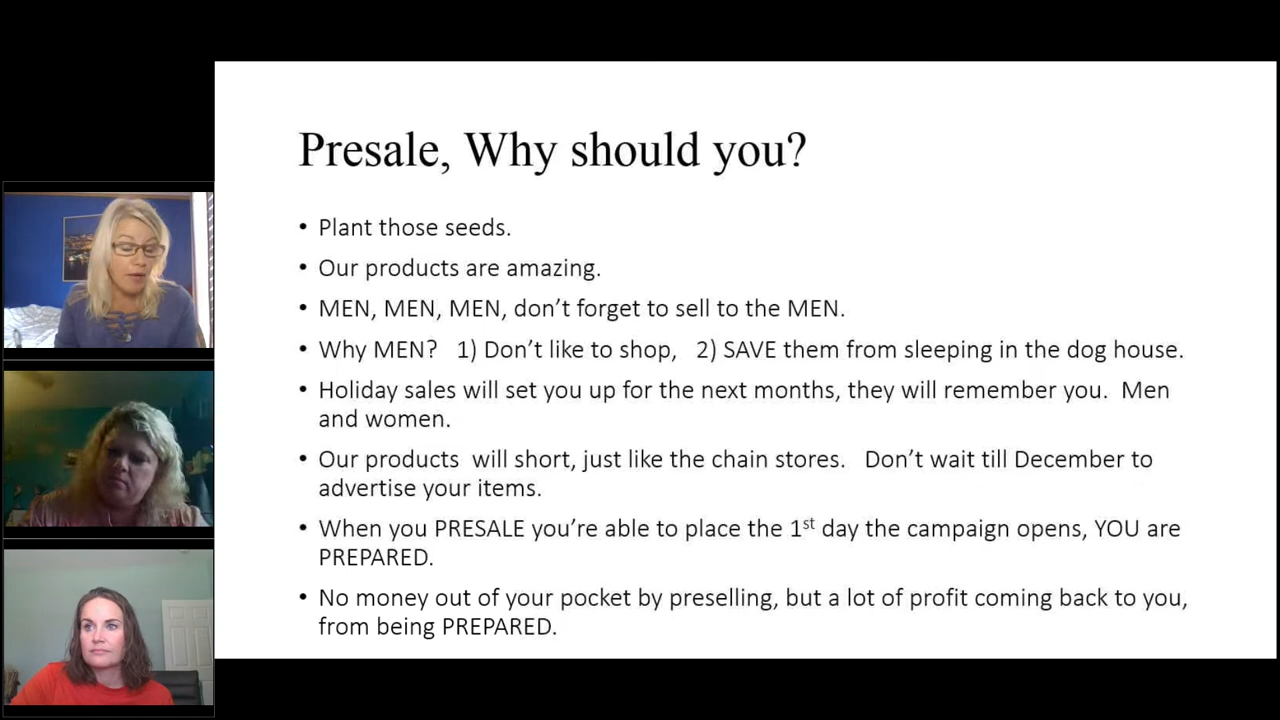 Presale, Why should you?
• Plant those seeds.
• Our products are amazing.
• MEN, MEN, MEN, don’t forget to sell to the MEN.
• Why MEN?   1) Don’t like to shop,   2) SAVE them from sleeping in the dog house.
• Holiday sales will set you up for the next months, they will remember you.  Men
and women.
• Our products  will short, just like the chain stores.   Don’t wait till December to
advertise your items.
• When you PRESALE you’re able to place the 1st day the campaign opens, YOU are
PREPARED.
• No money out of your pocket by preselling, but a lot of profit coming back to you,
from being PREPARED.